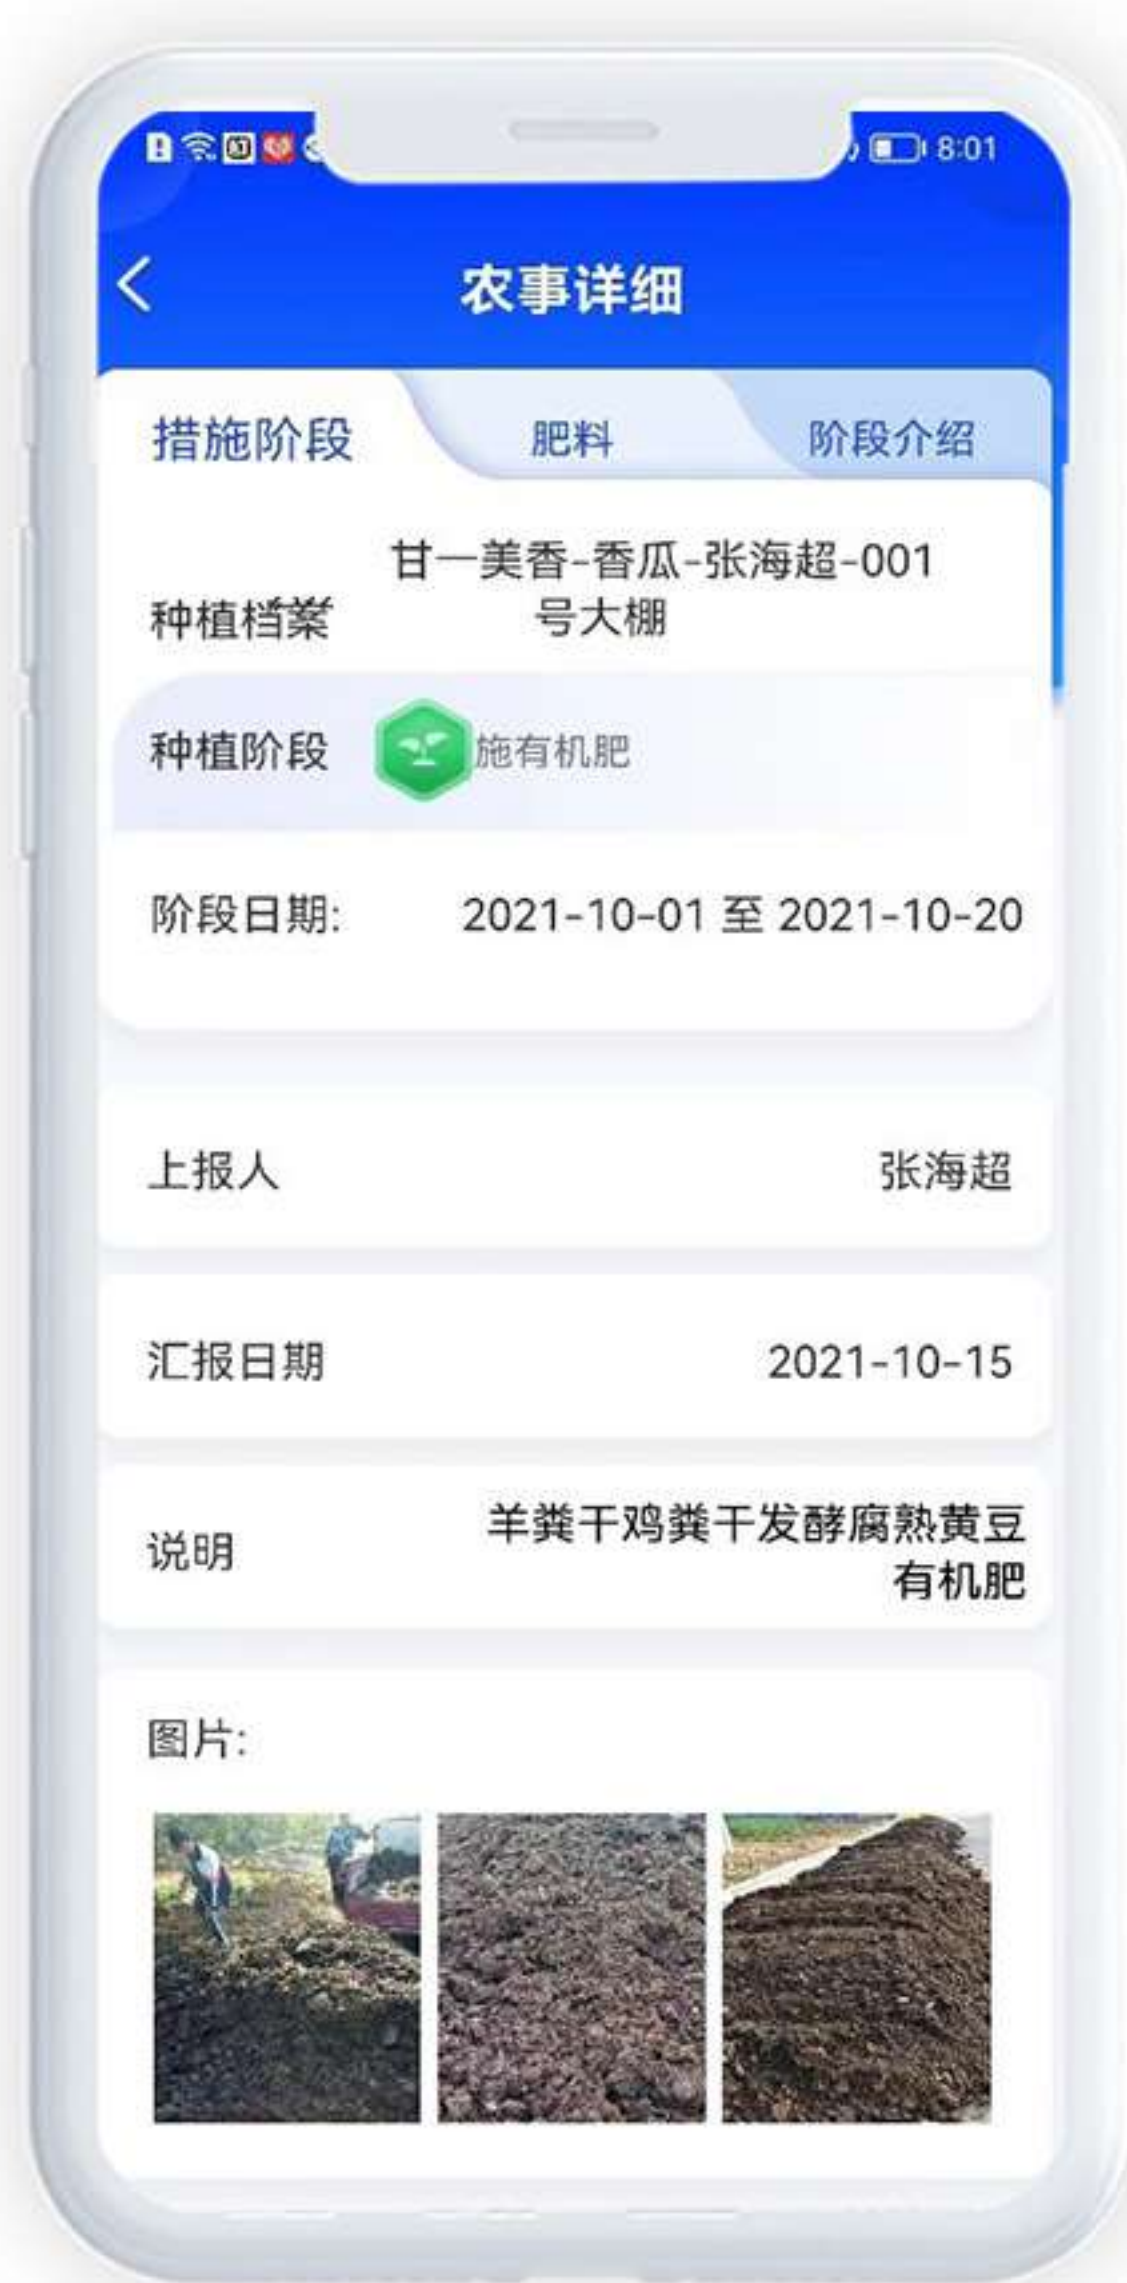 8:01
农事详细
措施阶段 肥料 阶段介绍
甘一美香-香瓜-张海超-001
种植档案 号大棚
种植阶段 施有机肥
阶段日期: 2021-10-01 至 2021-10-20
上报人 张海超
汇报日期 2021-10-15
羊粪干鸡粪干发酵腐熟黄豆
说明 有机肥
图片: